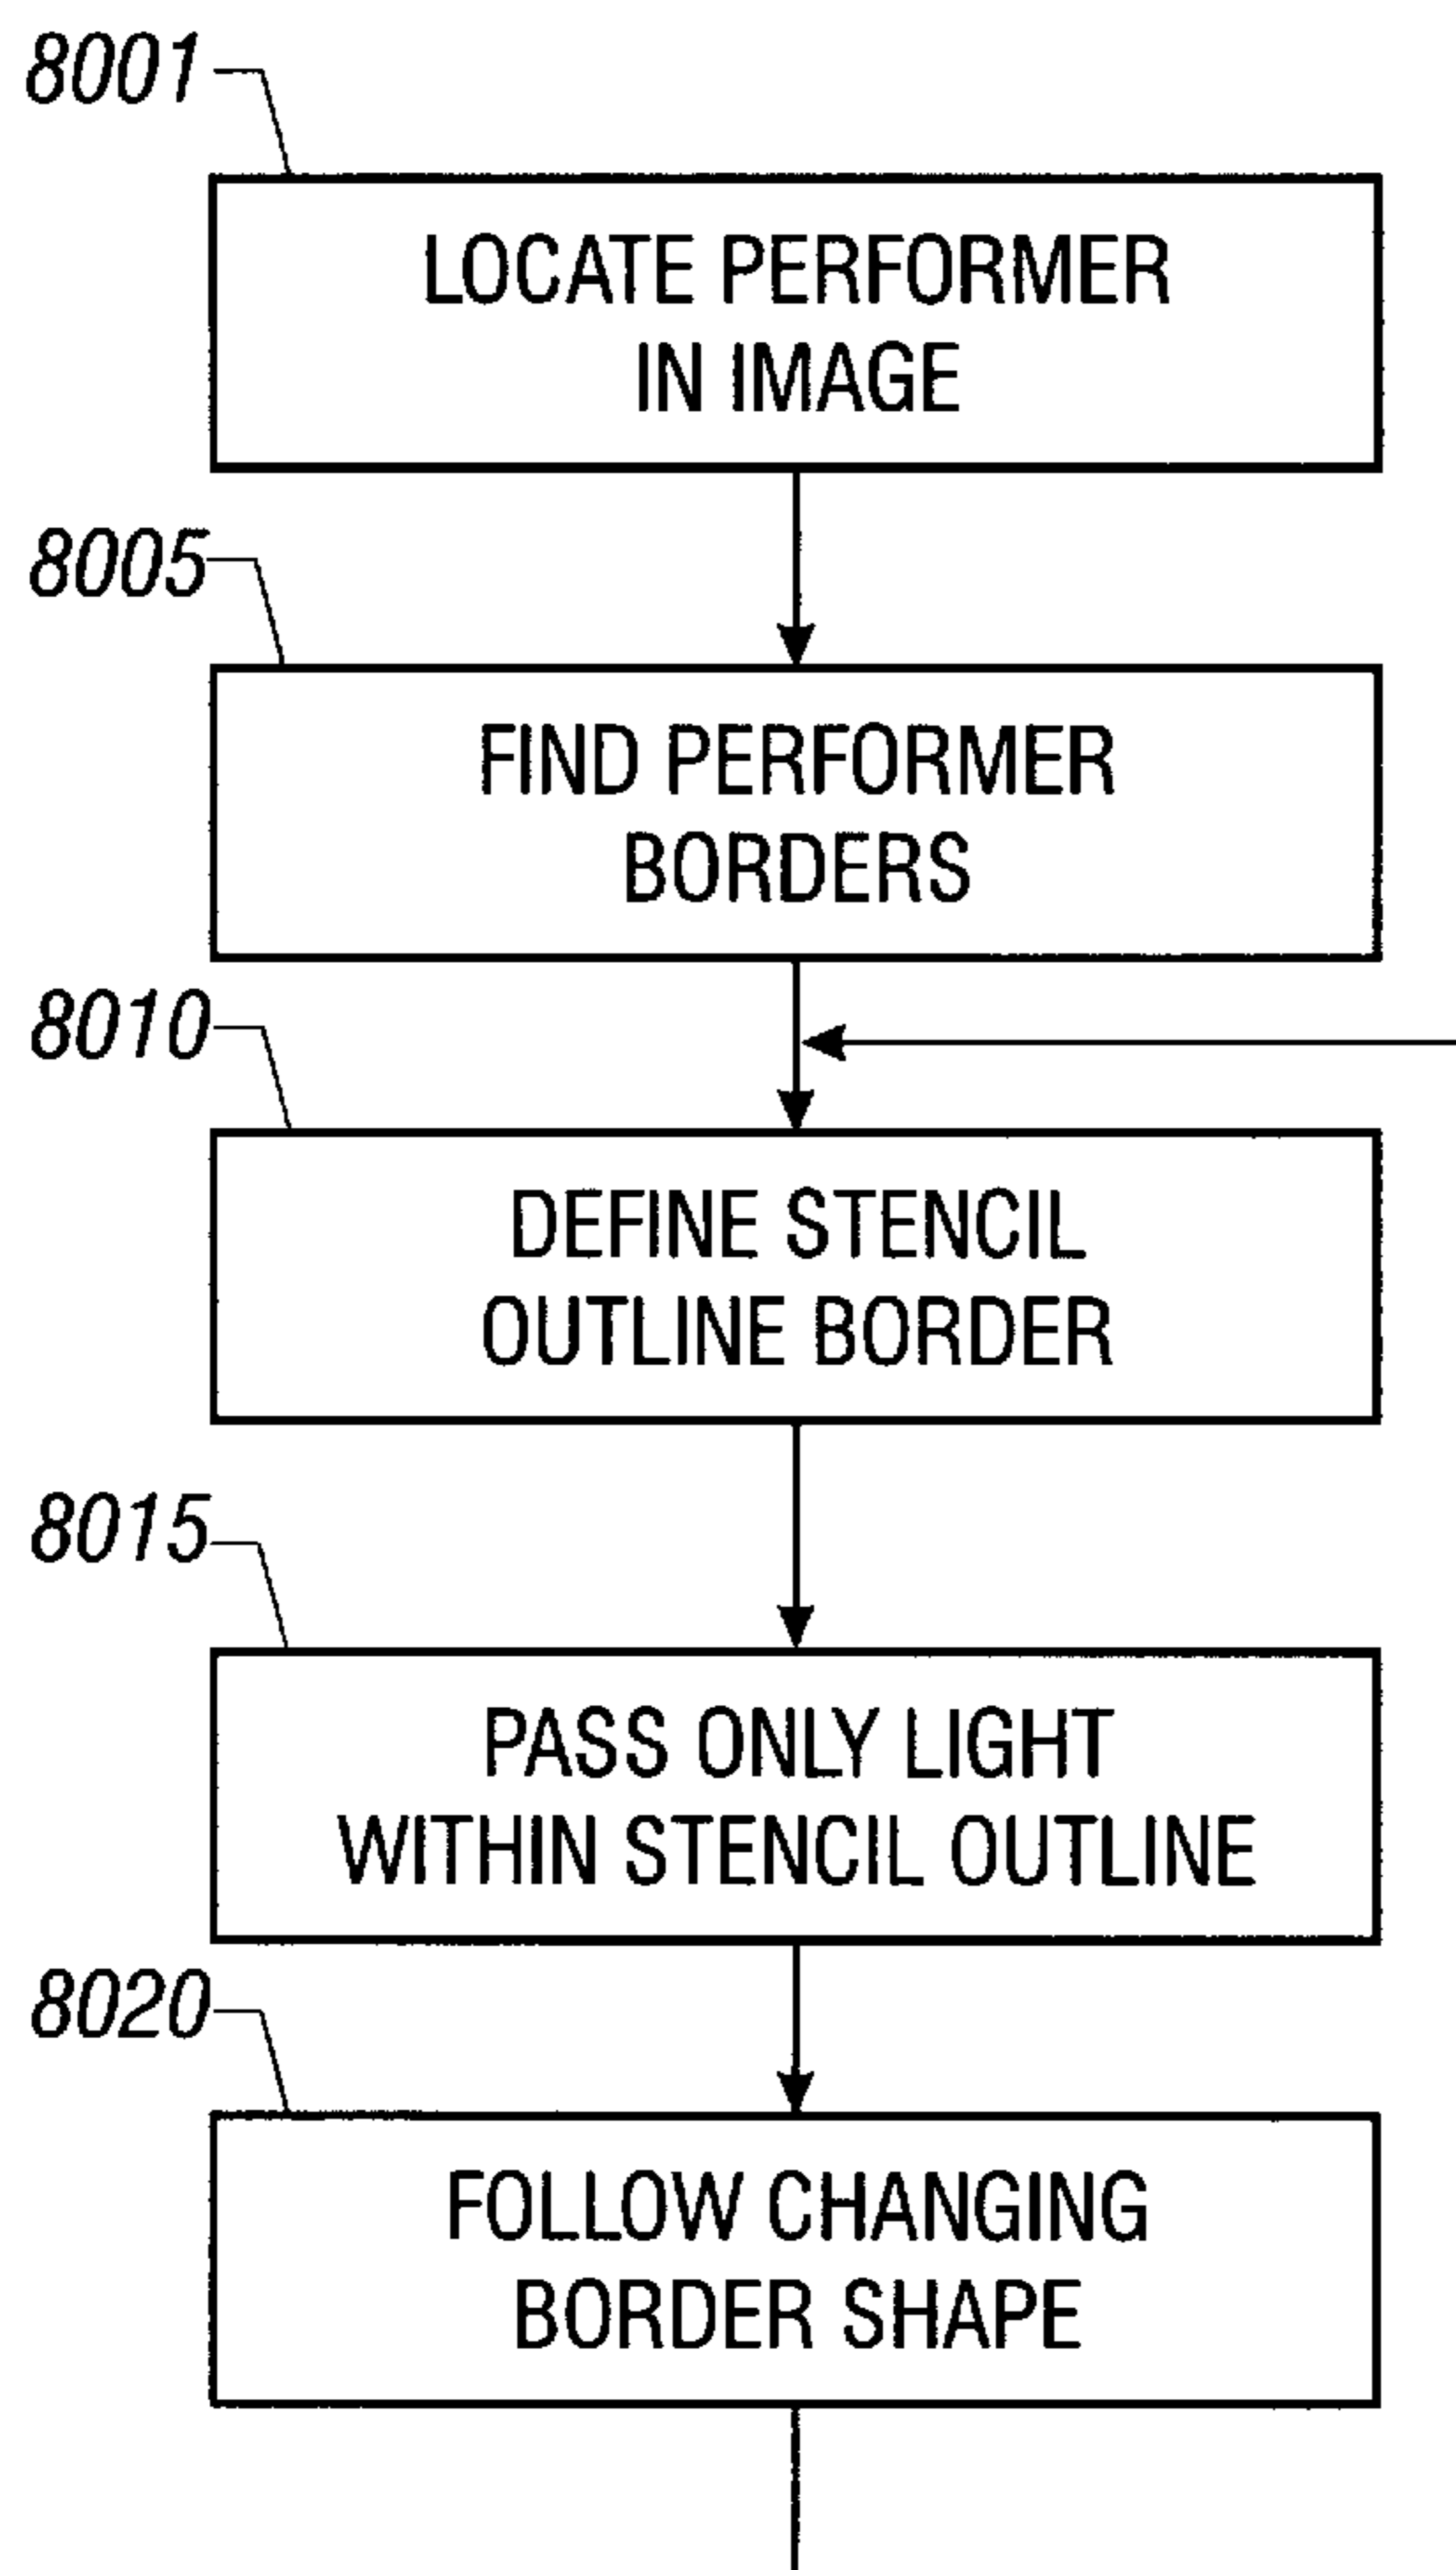 8001
LOCATE PERFORMER
IN IMAGE
8005
FIND PERFORMER
BORDERS
8010
DEFINE STENCIL
OUTLINE BORDER
8015
PASS ONLY LIGHT
WITHIN STENCIL OUTLINE
8020
FOLLOW CHANGING
BORDER SHAPE